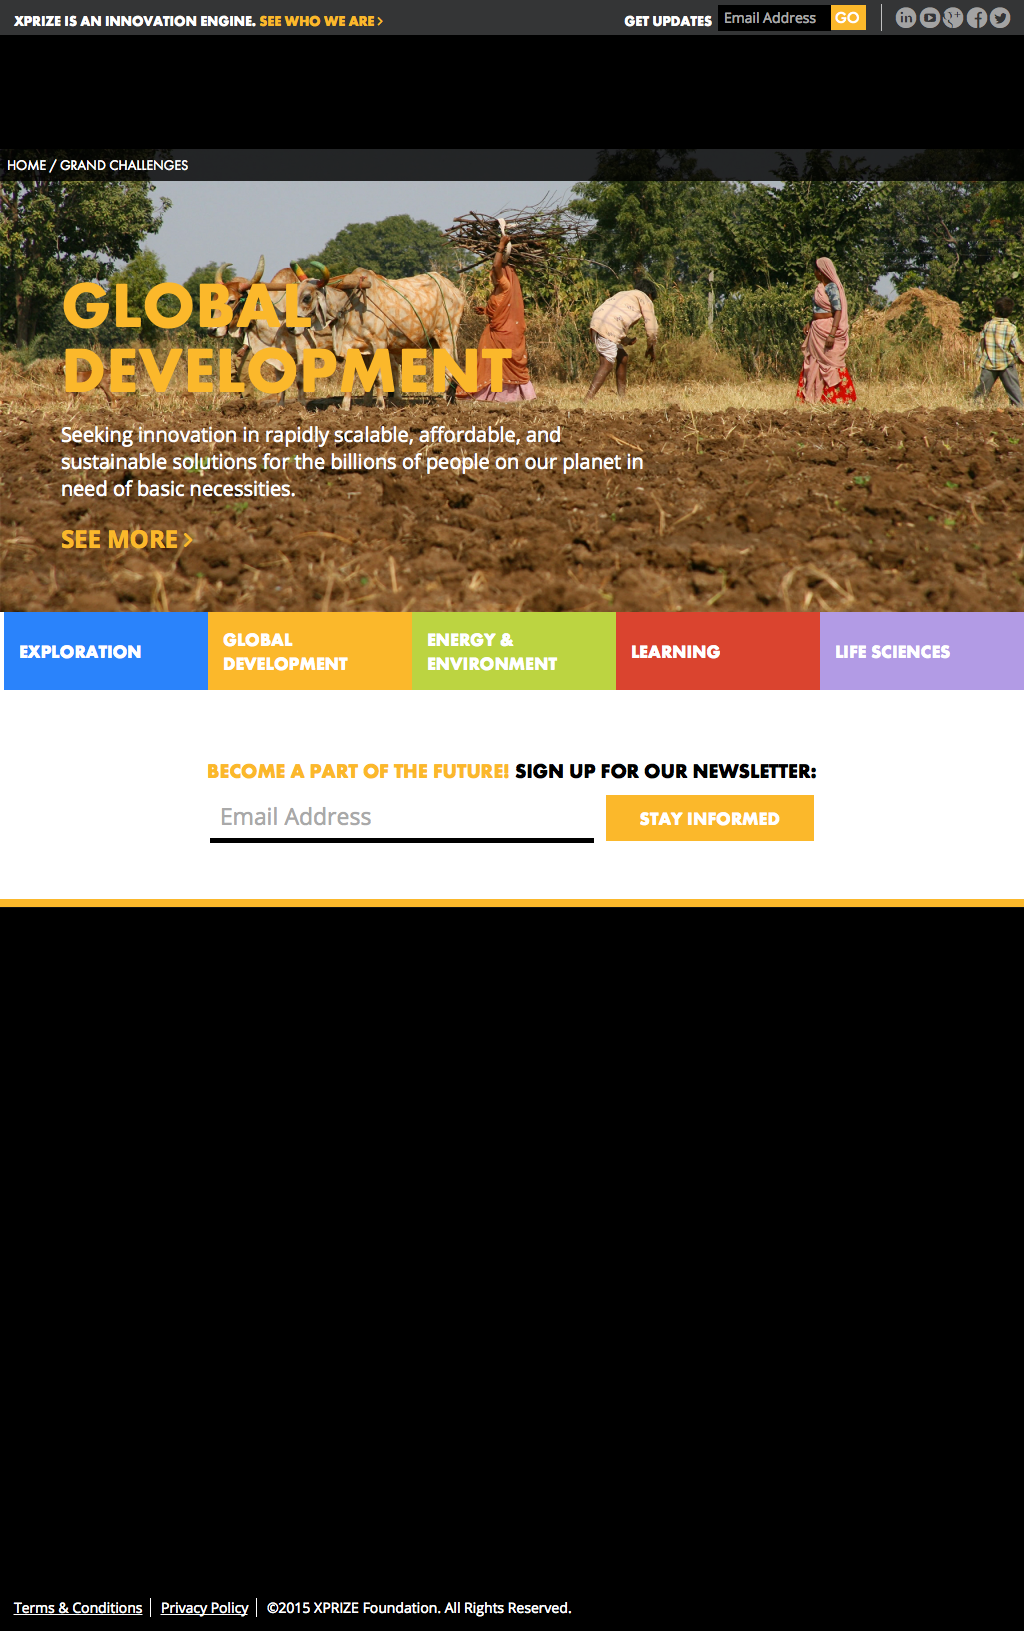 XPRIZE IS AN INNOVATION ENGINE. SEE WHO WE ARE >
GET UPDATES Email Address GO
in g+ f
HOME / GRAND CHALLENGES
GLOBAL
DEVELOPMENT
Seeking innovation in rapidly scalable, affordable, and
sustainable solutions for the billions of people on our planet in
need of basic necessities.
SEE MORE >
EXPLORATION
GLOBAL
DEVELOPMENT
ENERGY &
ENVIRONMENT
LEARNING
LIFE SCIENCES
BECOME A PART OF THE FUTURE! SIGN UP FOR OUR NEWSLETTER:
Email Address
STAY INFORMED
Terms & Conditions | Privacy Policy | ©2015 XPRIZE Foundation. All Rights Reserved.